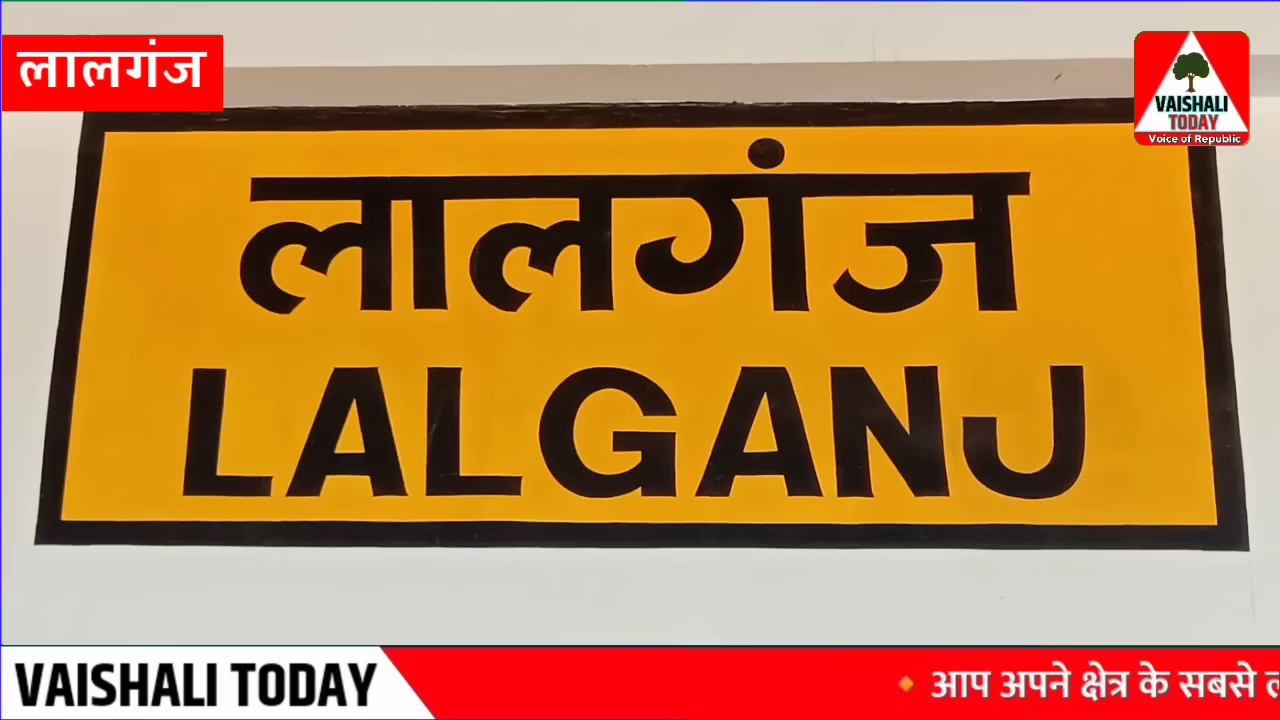 लालगंज
VAISHALI
TODAY
Voice of Republic
लालगंज
LALGANJ
VAISHALI TODAY
आप अपने क्षेत्र के सबसे